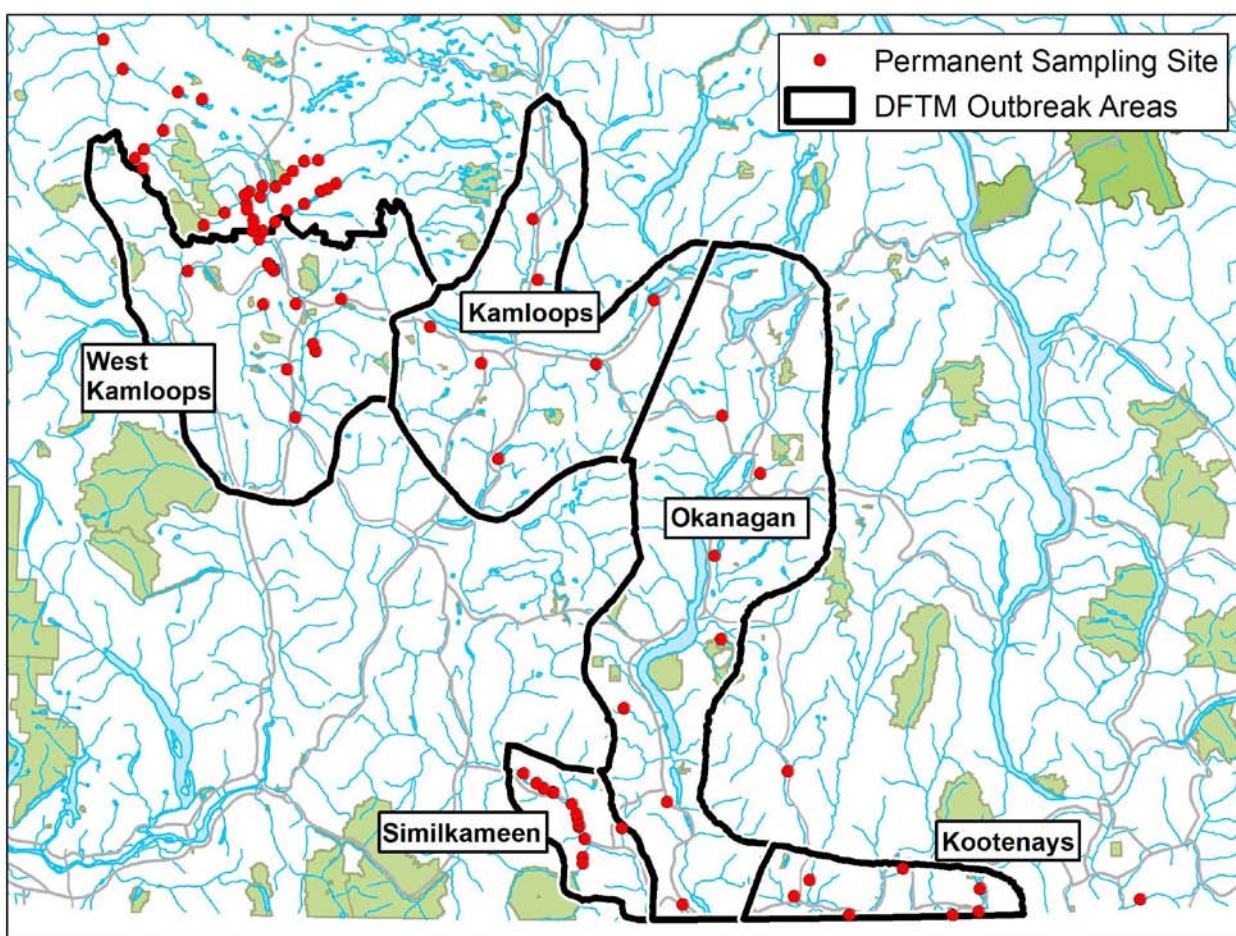 Permanent Sampling Site
DFTM Outbreak Areas
Kamloops
West
Kamloops
Okanagan
Similkameen
Kootenays